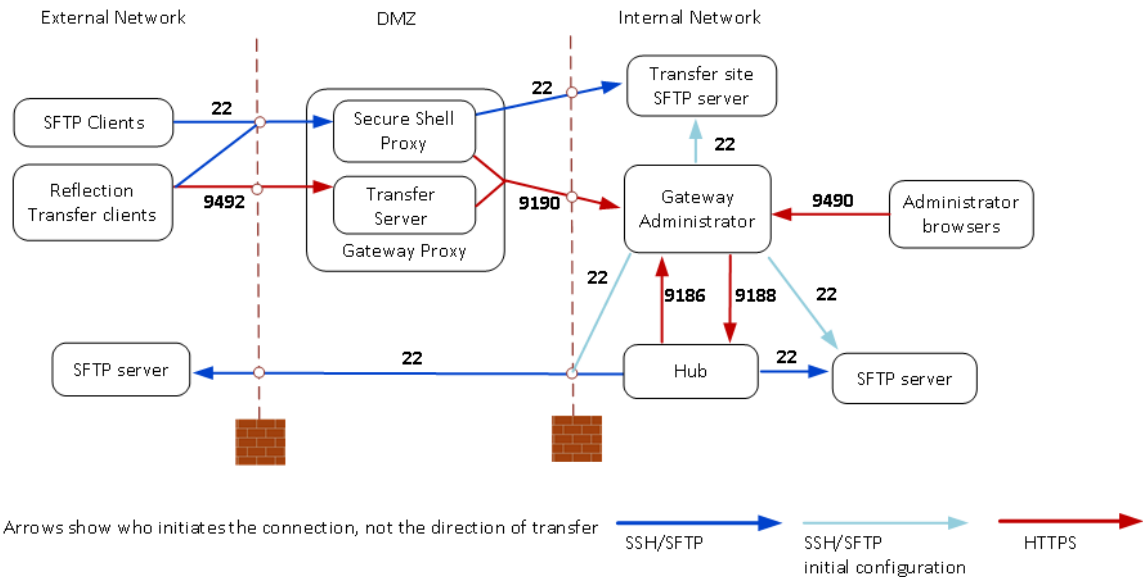 External Network
DMZ
Internal Network
22
SFTP Clients
Reflection
Transfer clients
9492
Secure Shell
Proxy
Transfer
Server
Gateway Proxy
22
Transfer site
SFTP server
22
9190
Gateway
Administrator
9490
Administrator
browsers
22
9186
9188
22
SFTP server
22
Hub
22
SFTP server
Arrows show who initiates the connection, not the direction of transfer
SSH/SFTP
SSH/SFTP
initial configuration
HTTPS